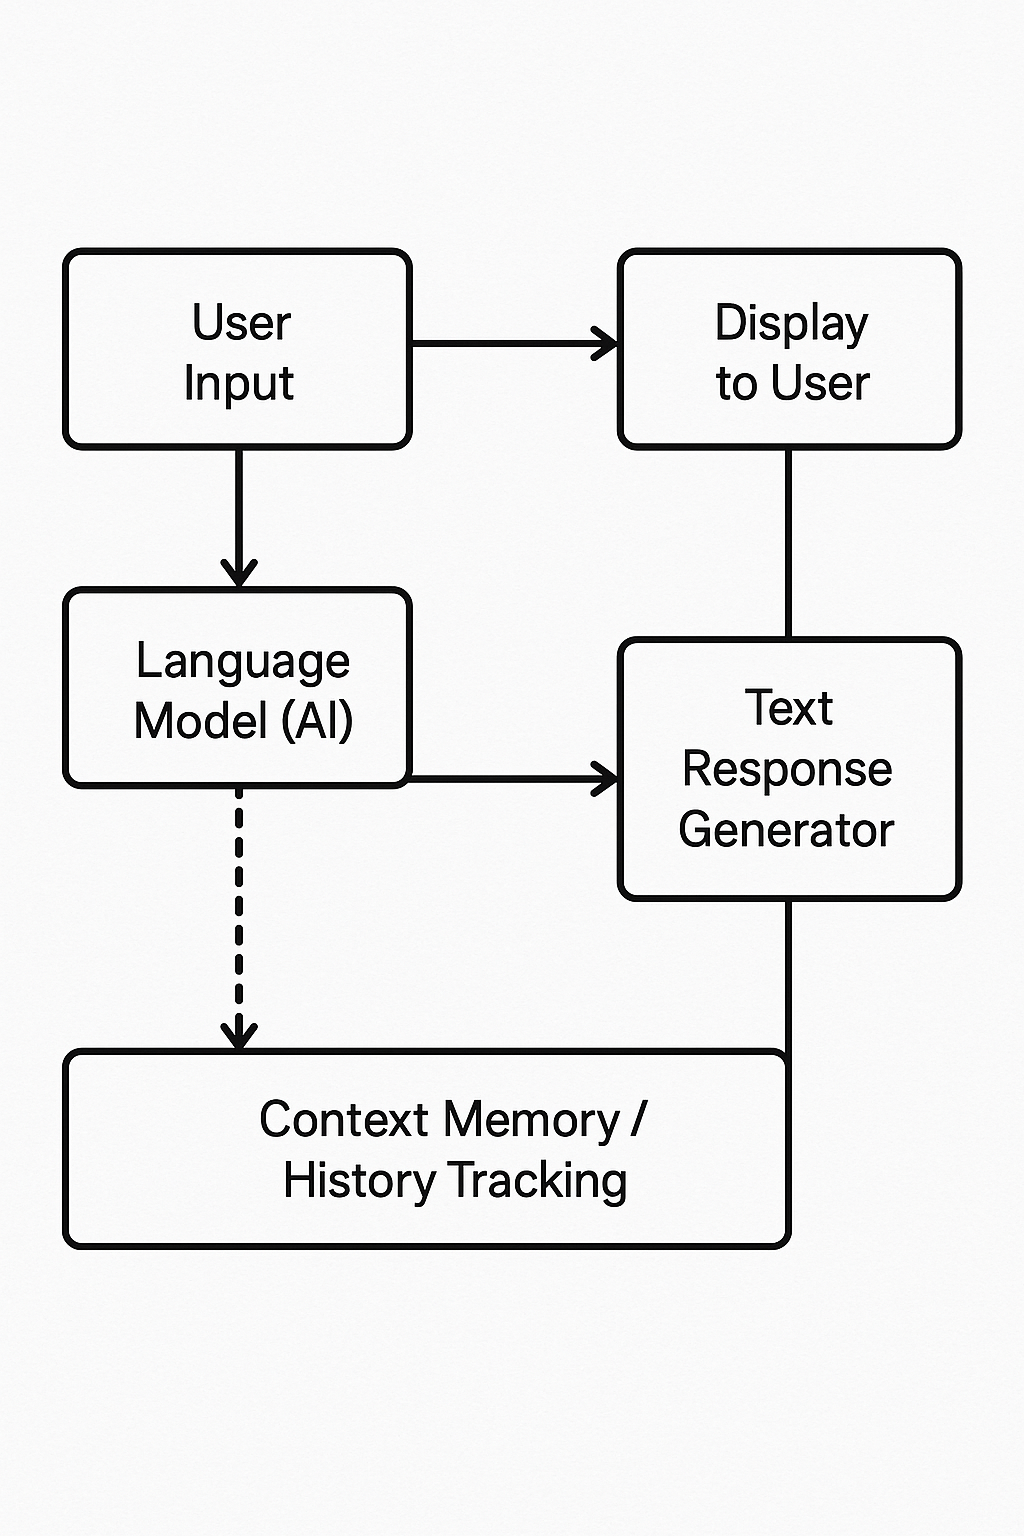 User
Input
Display
to User
Language
Model (AI)
Text
Response
Generator
Context Memory /
History Tracking